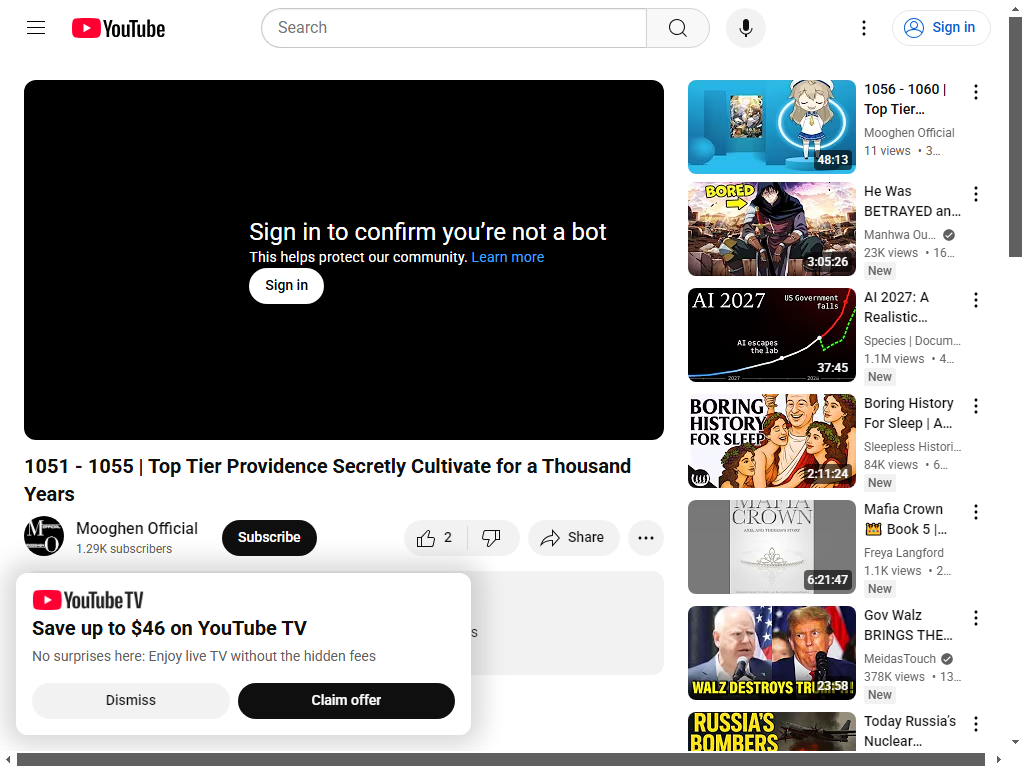 YouTube
Search
Sign in
Sign in to confirm you’re not a bot
This helps protect our community. Learn more
Sign in
1051 - 1055 | Top Tier Providence Secretly Cultivate for a Thousand
Years
Mooghen Official
1.29K subscribers
Subscribe
2
Share
s
YouTube TV
Save up to $46 on YouTube TV
No surprises here: Enjoy live TV without the hidden fees
Dismiss
Claim offer
48:13
1056 - 1060 |
Top Tier…
Mooghen Official
11 views • 3…
BORED
3:05:26
He Was
BETRAYED an…
Manhwa Ou…
23K views • 16…
New
AI 2027
US Government
falls
AI escapes
the lab
2027
2028
37:45
AI 2027: A
Realistic…
Species | Docum…
1.1M views • 4…
New
BORING
HISTORY
FOR SLEEP
2:11:24
Boring History
For Sleep | A…
Sleepless Histori…
84K views • 6…
New
MAFIA
CROWN
6:21:47
Mafia Crown
👑 Book 5 |…
Freya Langford
1.1K views • 2…
New
WALZ DESTROYS TRUMP!
23:58
Gov Walz
BRINGS THE…
MeidasTouch
378K views • 13…
New
RUSSIA'S
BOMBERS
Today Russia's
Nuclear…